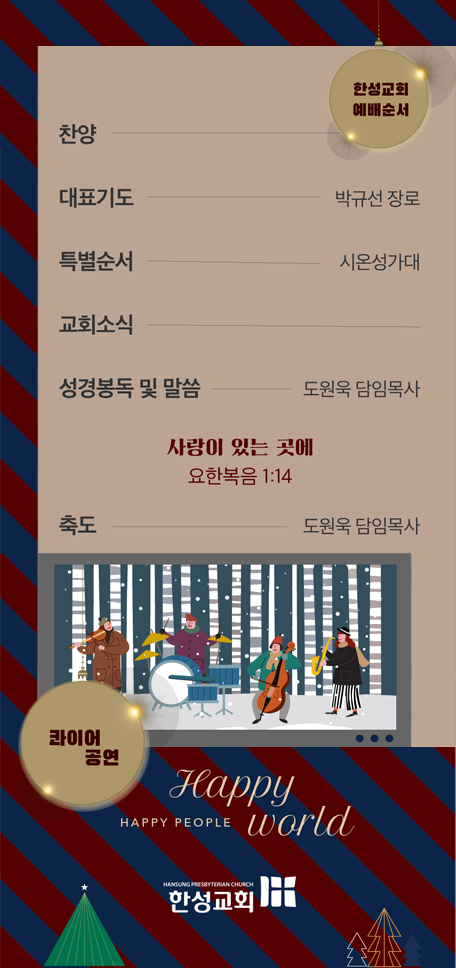 한성교회
예배순서
찬양
대표기도 박규선 장로
특별순서 시온성가대
교회소식
성경봉독 및 말씀 도원욱 담임목사
사랑이 있는 곳에
요한복음 1:14
축도 도원욱 담임목사
콰이어
공연
Happy
HAPPY PEOPLE world
HANSUNG PRESBYTERIAN CHURCH
한성교회